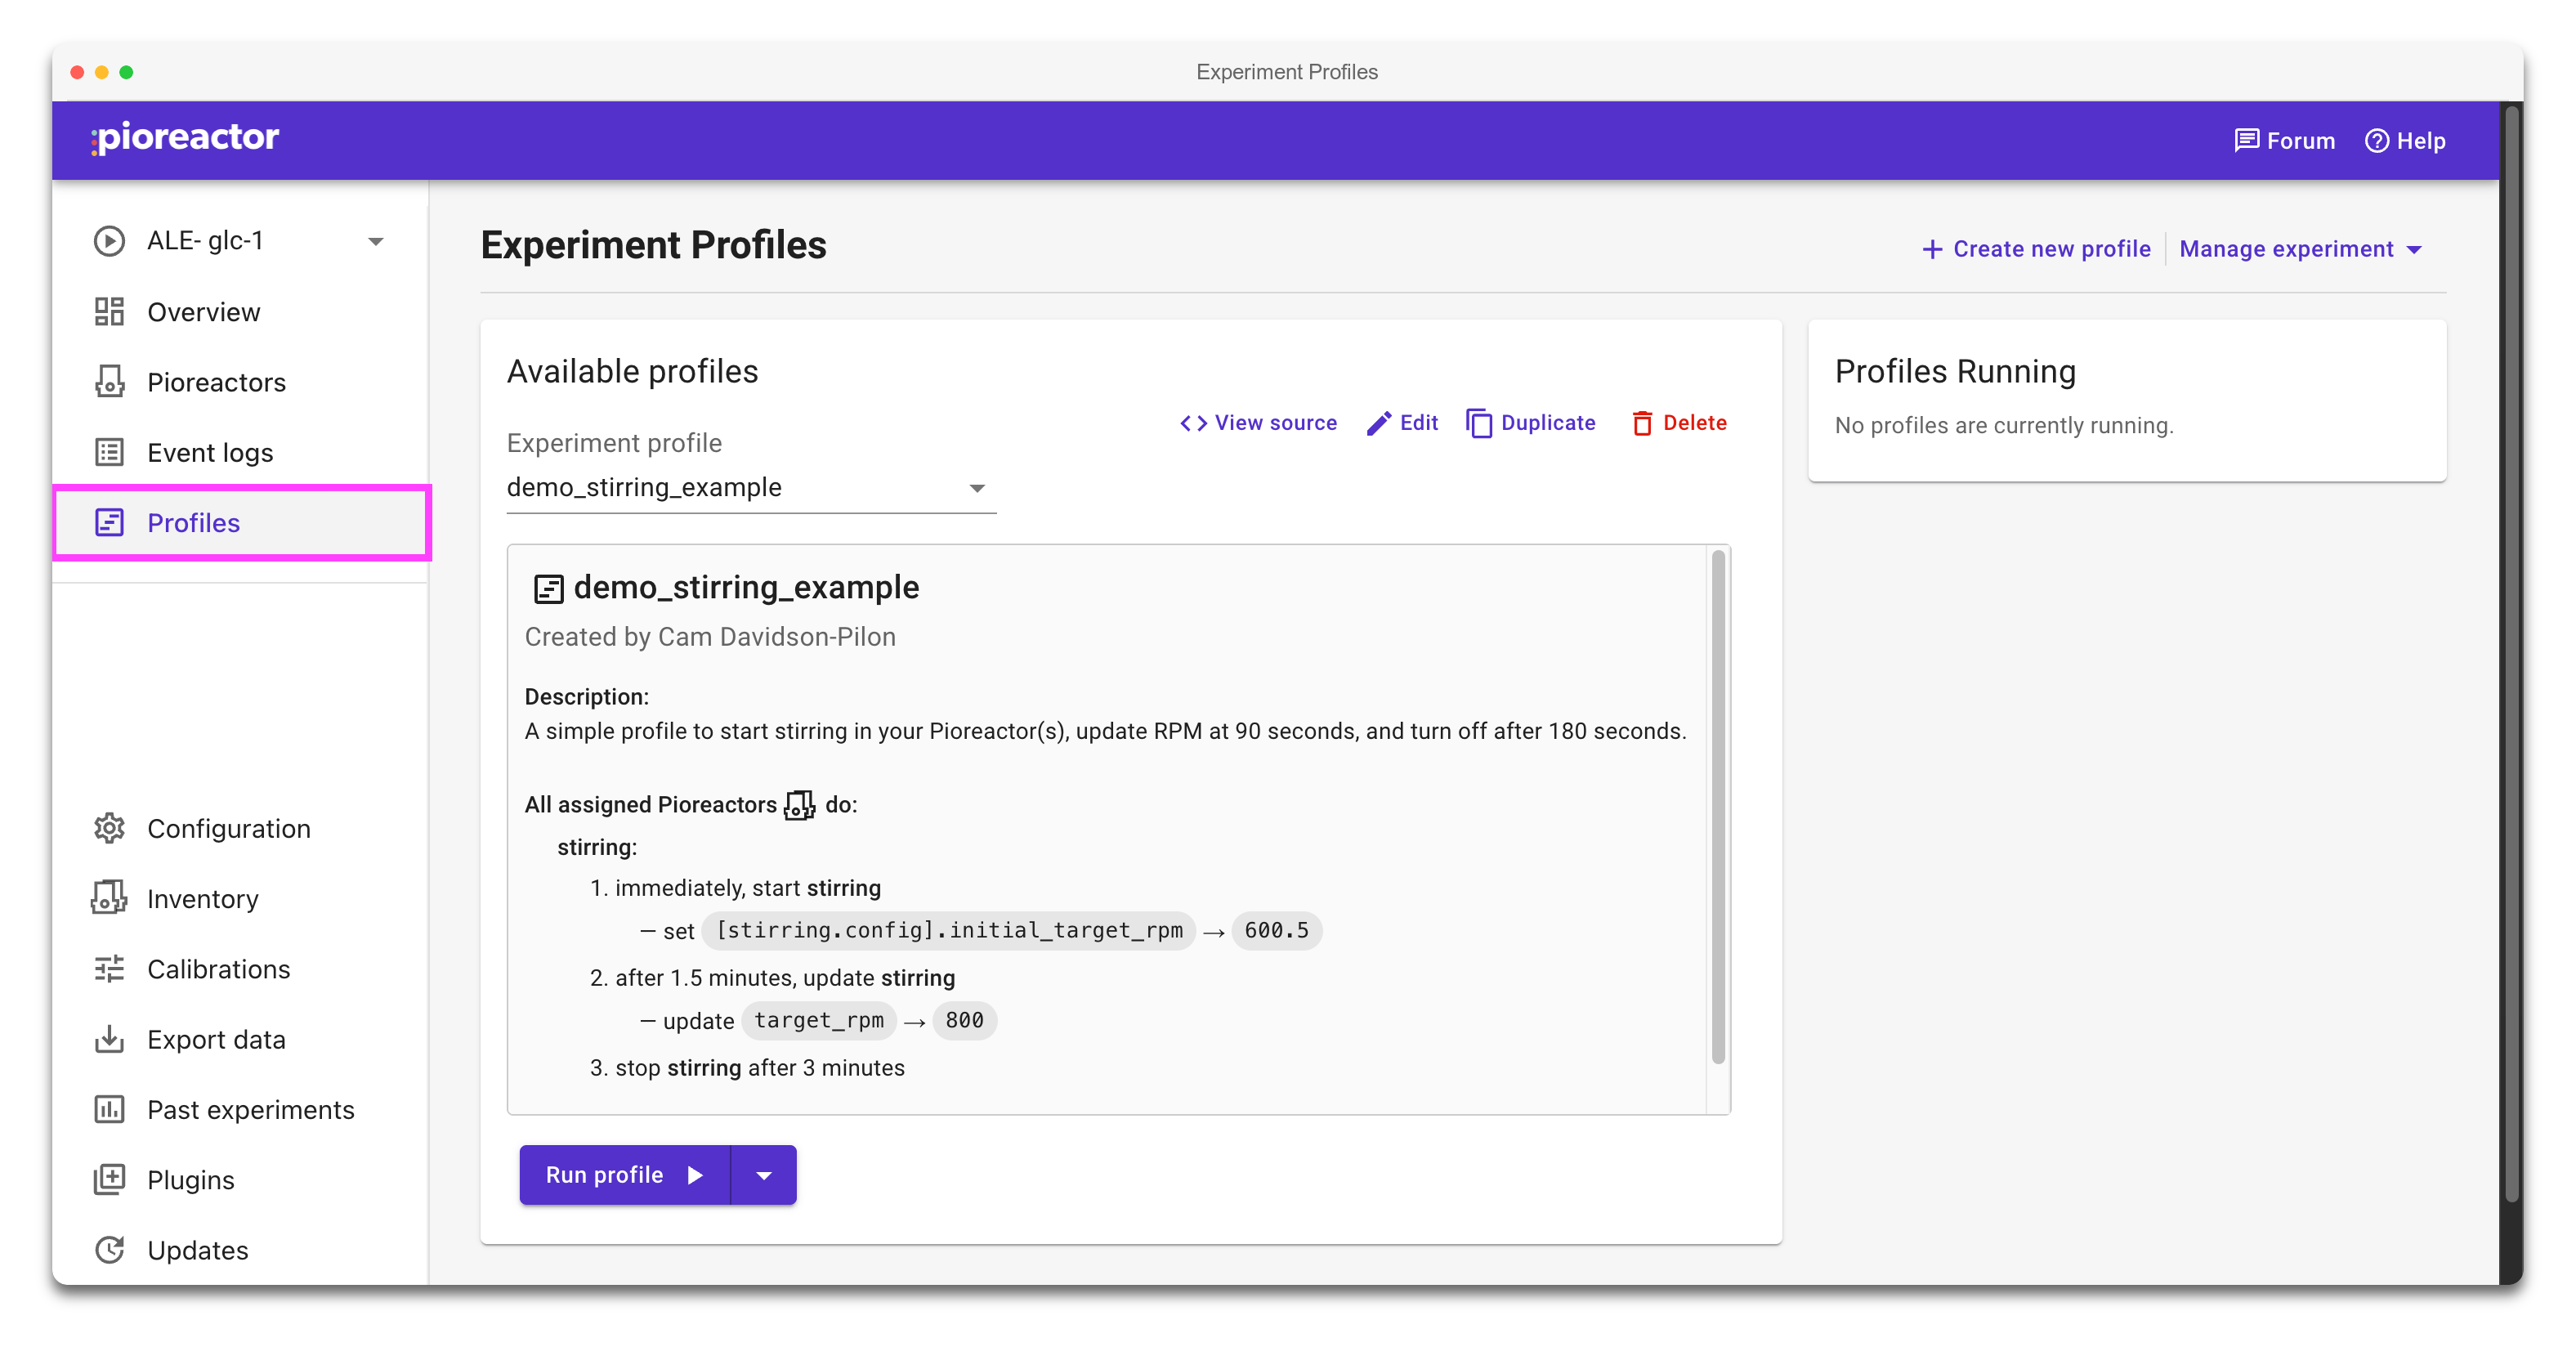 Experiment Profiles
pioreactor
Forum
Help
ALE- glc-1
Overview
Pioreactors
Event logs
Profiles
Configuration
Inventory
Calibrations
Export data
Past experiments
Plugins
Updates
Experiment Profiles
Create new profile
Manage experiment
Available profiles
View source
Edit
Duplicate
Delete
Experiment profile
demo_stirring_example
demo_stirring_example
Created by Cam Davidson-Pilon
Description:
A simple profile to start stirring in your Pioreactor(s), update RPM at 90 seconds, and turn off after 180 seconds.
All assigned Pioreactors do:
stirring:
1. immediately, start stirring
— set [stirring.config].initial_target_rpm → 600.5
2. after 1.5 minutes, update stirring
— update target_rpm → 800
3. stop stirring after 3 minutes
Run profile
Profiles Running
No profiles are currently running.